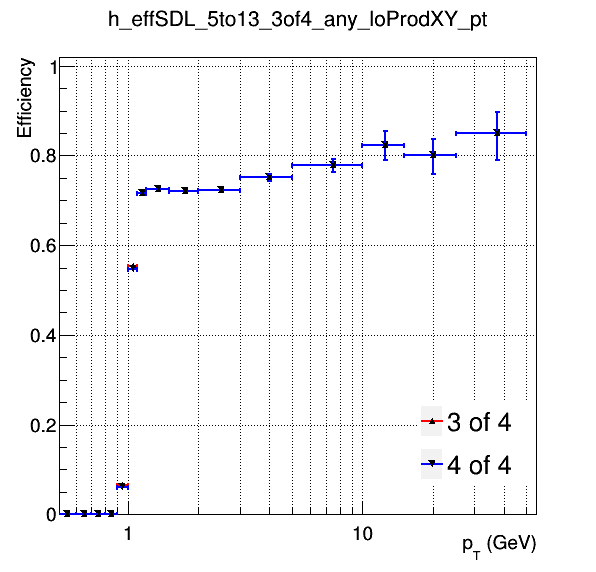 h_effSDL_5to13_3of4_any_loProdXY_pt
Efficiency
1
0.8
0.6
0.4
0.2
0
3 of 4
4 of 4
1
10
p_T (GeV)